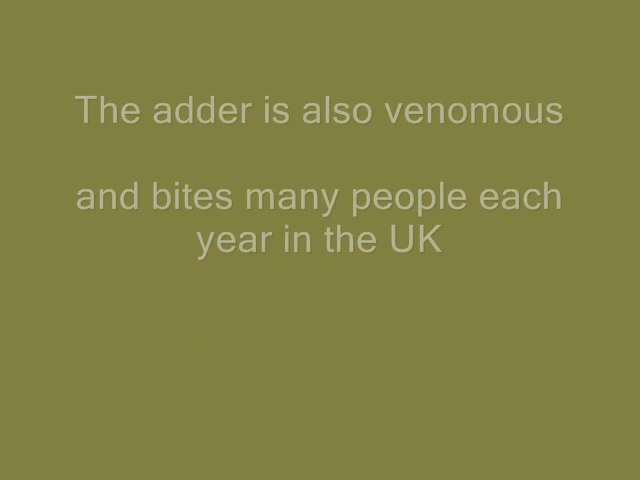 The adder is also venomous
and bites many people each
year in the UK